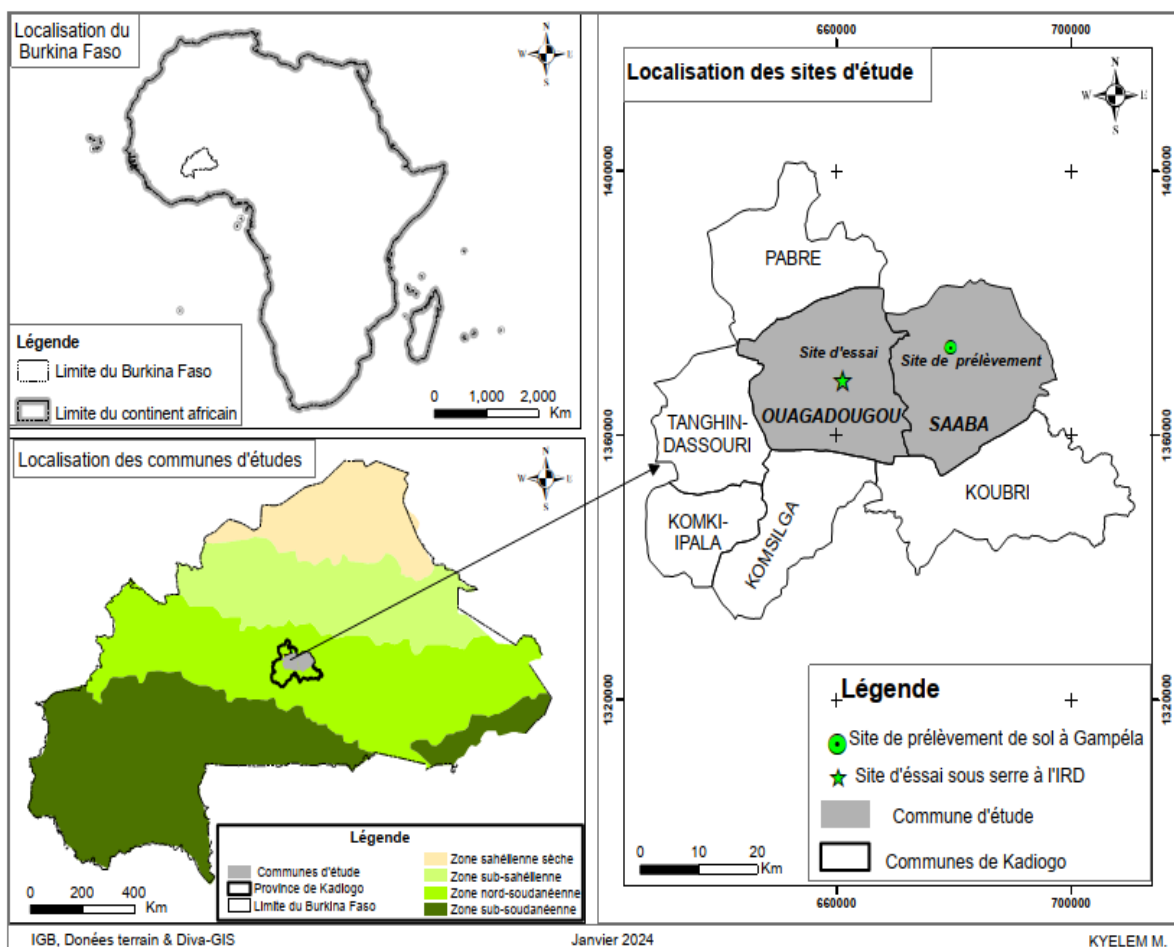 Localisation du
Burkina Faso
N
W
E
S
Légende
Limite du Burkina Faso
Limite du continent africain
0
1,000
2,000
Km
Localisation des communes d'études
N
W
E
S
Légende
Communes d'étude
Province de Kadiogo
Limite du Burkina Faso
Zone sahélienne sèche
Zone sub-sahélienne
Zone nord-soudanéenne
Zone sub-soudanéenne
0
200
400
Km
660000
700000
Localisation des sites d'étude
N
W
E
S
1400000
1400000
PABRE
Site d'essai
Site de prélèvement
OUAGADOUGOU
SAABA
TANGHIN-
DASSOURI
1360000
1360000
KOUBRI
KOMKI-
IPALA
KOMSILGA
1320000
1320000
Légende
Site de prélèvement de sol à Gampéla
Site d'éssai sous serre à l'IRD
Commune d'étude
Communes de Kadiogo
0
10
20
Km
660000
700000
IGB, Donées terrain & Diva-GIS
Janvier 2024
KYELEM M.